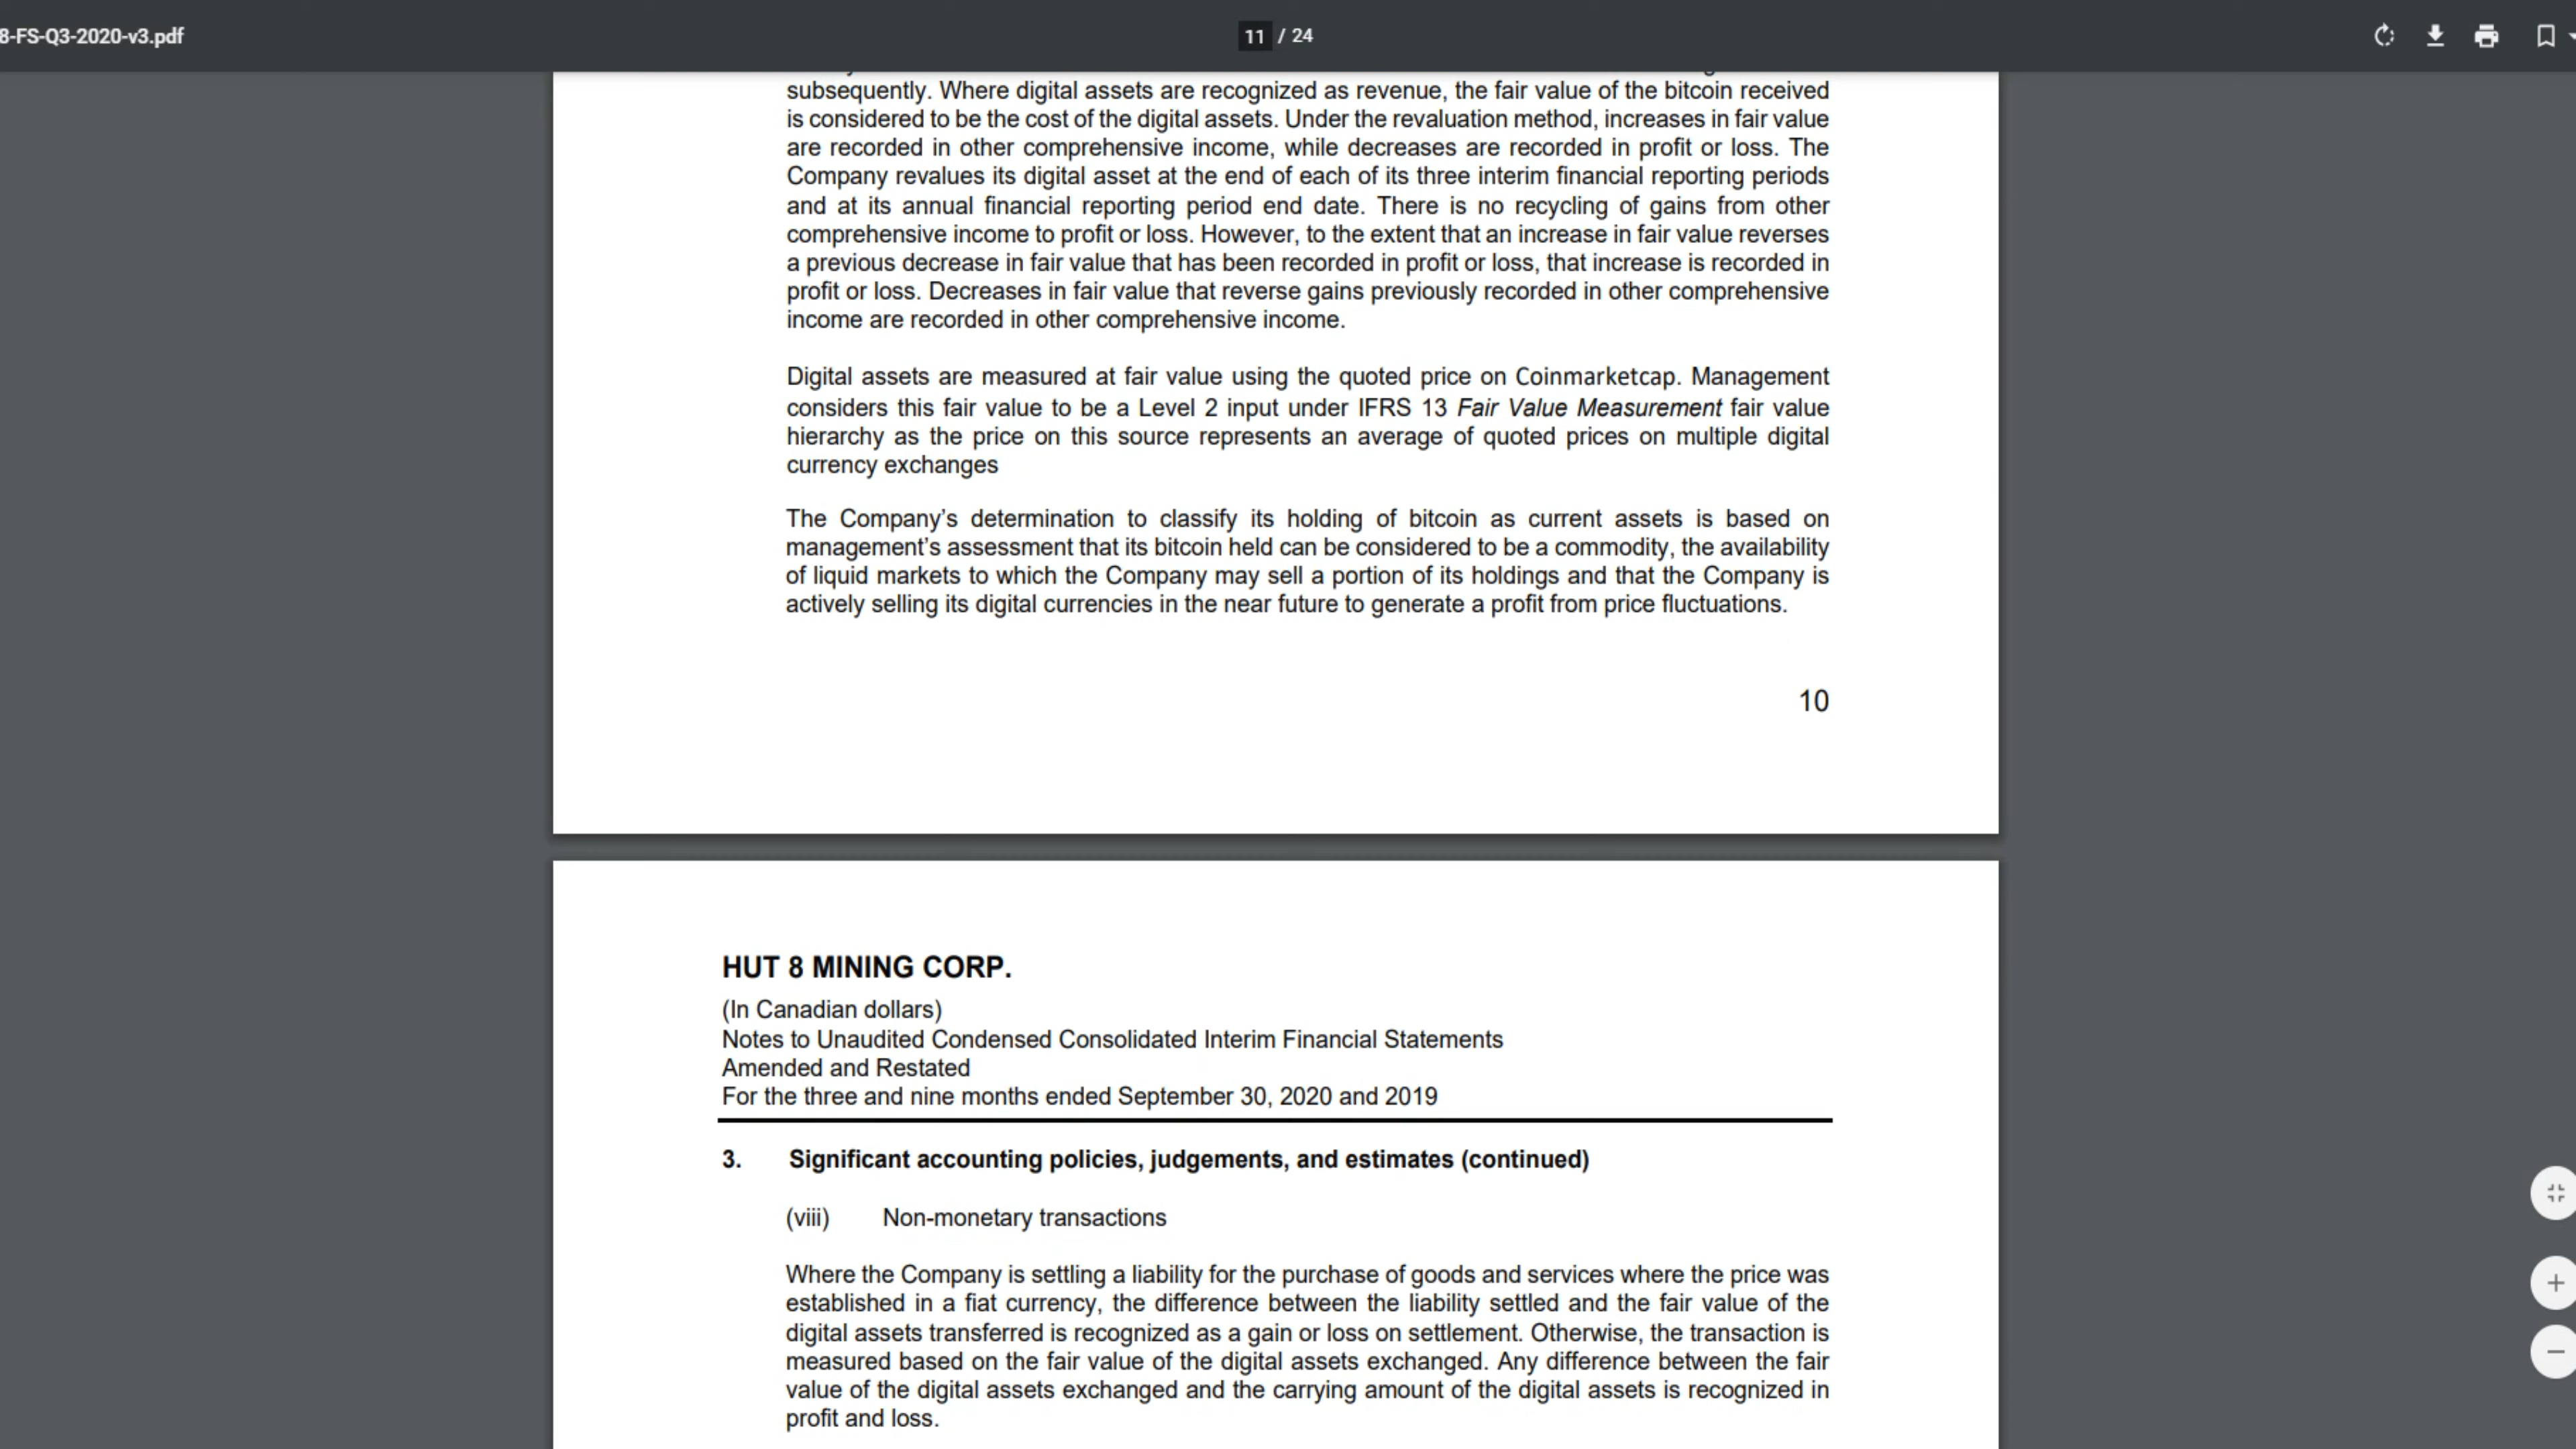 8-FS-Q3-2020-v3.pdf
11 / 24
subsequently. Where digital assets are recognized as revenue, the fair value of the bitcoin received
is considered to be the cost of the digital assets. Under the revaluation method, increases in fair value
are recorded in other comprehensive income, while decreases are recorded in profit or loss. The
Company revalues its digital asset at the end of each of its three interim financial reporting periods
and at its annual financial reporting period end date. There is no recycling of gains from other
comprehensive income to profit or loss. However, to the extent that an increase in fair value reverses
a previous decrease in fair value that has been recorded in profit or loss, that increase is recorded in
profit or loss. Decreases in fair value that reverse gains previously recorded in other comprehensive
income are recorded in other comprehensive income.
Digital assets are measured at fair value using the quoted price on Coinmarketcap. Management
considers this fair value to be a Level 2 input under IFRS 13 Fair Value Measurement fair value
hierarchy as the price on this source represents an average of quoted prices on multiple digital
currency exchanges
The Company’s determination to classify its holding of bitcoin as current assets is based on
management’s assessment that its bitcoin held can be considered to be a commodity, the availability
of liquid markets to which the Company may sell a portion of its holdings and that the Company is
actively selling its digital currencies in the near future to generate a profit from price fluctuations.
10
HUT 8 MINING CORP.
(In Canadian dollars)
Notes to Unaudited Condensed Consolidated Interim Financial Statements
Amended and Restated
For the three and nine months ended September 30, 2020 and 2019
3. Significant accounting policies, judgements, and estimates (continued)
(viii) Non-monetary transactions
Where the Company is settling a liability for the purchase of goods and services where the price was
established in a fiat currency, the difference between the liability settled and the fair value of the
digital assets transferred is recognized as a gain or loss on settlement. Otherwise, the transaction is
measured based on the fair value of the digital assets exchanged. Any difference between the fair
value of the digital assets exchanged and the carrying amount of the digital assets is recognized in
profit and loss.